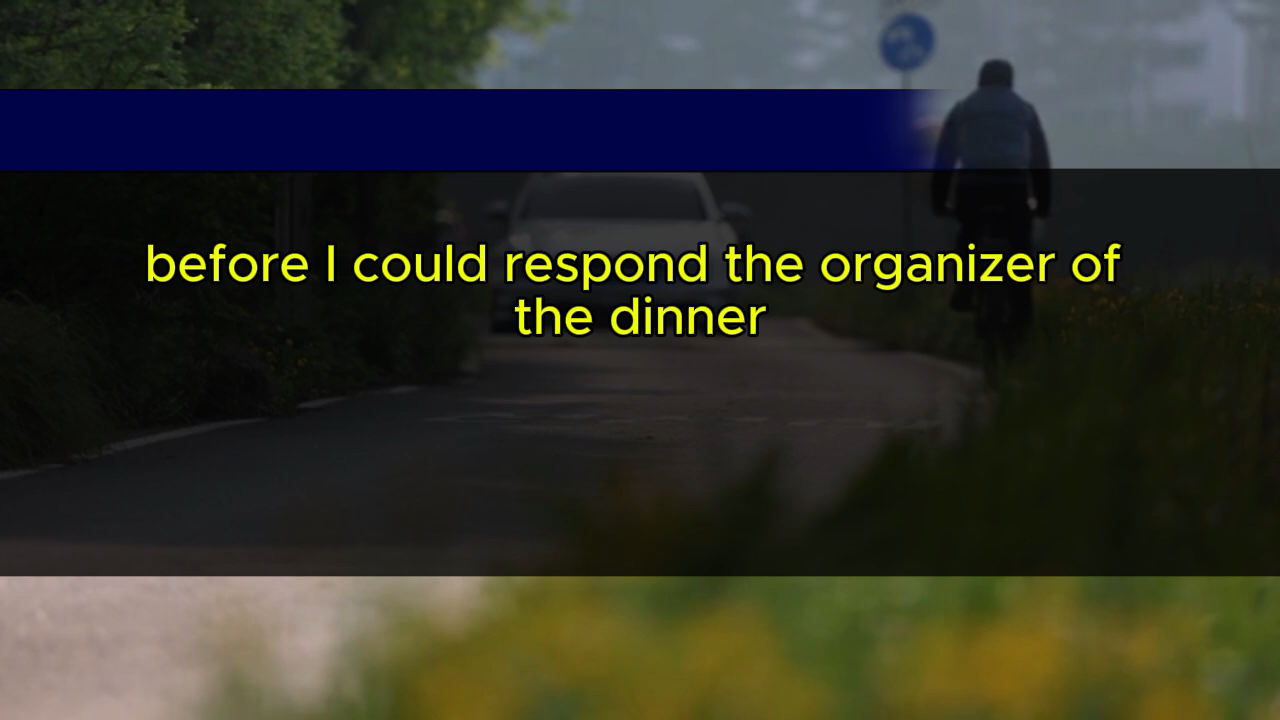 before I could respond the organizer of
the dinner